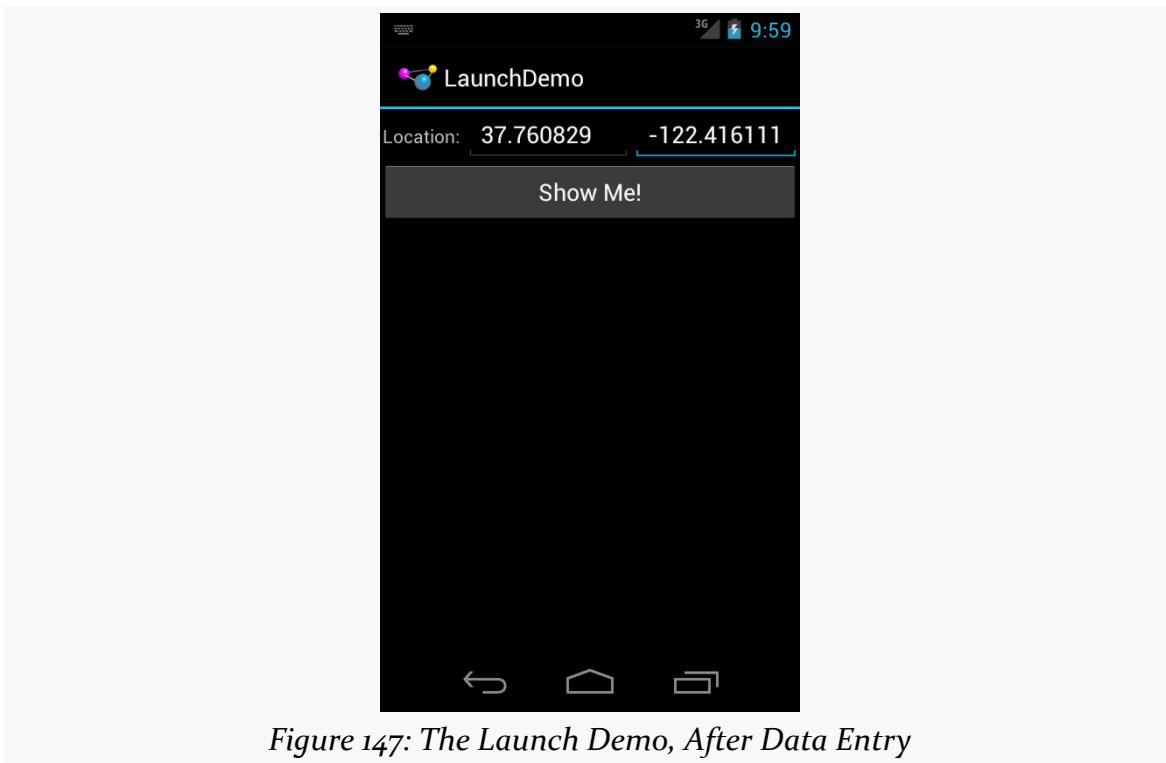 3G 9:59
LaunchDemo
Location: 37.760829 -122.416111
Show Me!
Figure 147: The Launch Demo, After Data Entry